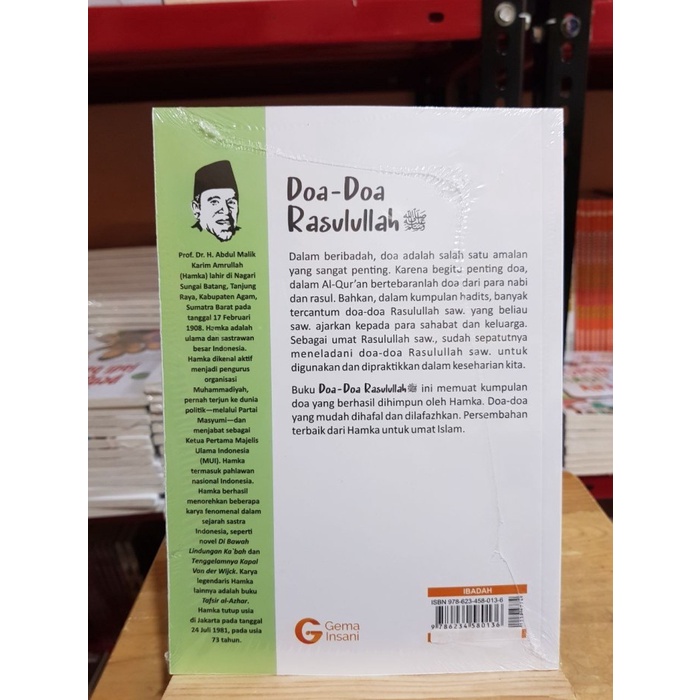 Doa-Doa
Rasulullah ﷺ
Dalam beribadah, doa adalah salah satu amalan
yang sangat penting. Karena begitu penting doa,
dalam Al-Qur'an bertebaranlah doa dari para nabi
dan rasul. Bahkan, dalam kumpulan hadits, banyak
tercantum doa-doa Rasulullah saw. yang beliau
saw. ajarkan kepada para sahabat dan keluarga.
Sebagai umat Rasulullah saw., sudah sepatutnya
meneladani doa-doa Rasulullah saw. untuk
digunakan dan dipraktikkan dalam keseharian kita.
Buku Doa-Doa Rasulullah ﷺ ini memuat kumpulan
doa yang berhasil dihimpun oleh Hamka. Doa-doa
yang mudah dihafal dan dilafazhkan. Persembahan
terbaik dari Hamka untuk umat Islam.
Prof. Dr. H. Abdul Malik
Karim Amrullah
(Hamka) lahir di Nagari
Sungai Batang, Tanjung
Raya, Kabupaten Agam,
Sumatra Barat pada
tanggal 17 Februari
1908. Hamka adalah
ulama dan sastrawan
besar Indonesia.
Hamka dikenal aktif
menjadi pengurus
organisasi
Muhammadiyah,
pernah terjun ke dunia
politik—melalui Partai
Masyumi—dan
menjabat sebagai
Ketua Pertama Majelis
Ulama Indonesia
(MUI). Hamka
termasuk pahlawan
nasional Indonesia.
Hamka berhasil
menorehkan beberapa
karya fenomenal dalam
sejarah sastra
Indonesia, seperti
novel Di Bawah
Lindungan Ka'bah dan
Tenggelamnya Kapal
Van der Wijck. Karya
legendaris Hamka
lainnya adalah buku
Tafsir al-Azhar.
Hamka tutup usia
di Jakarta pada tanggal
24 Juli 1981, pada usia
73 tahun.
Gema
Insani
IBADAH
ISBN 978-623-458-013-6
9 786234 580136